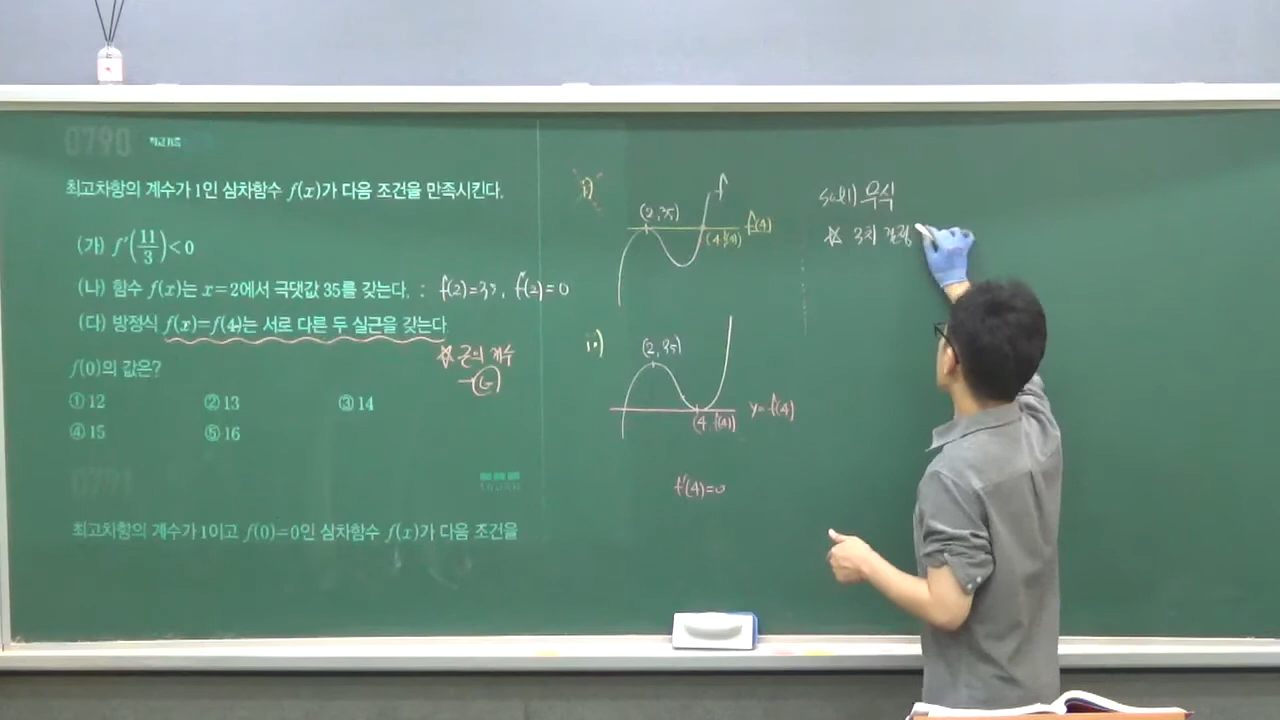 0790
최고차항의 계수가 1인 삼차함수 f(x)가 다음 조건을 만족시킨다.
(가) f′(11/3)<0
(나) 함수 f(x)는 x=2에서 극댓값 35를 갖는다. : f(2)=35, f′(2)=0
(다) 방정식 f(x)=f(4)는 서로 다른 두 실근을 갖는다.
☆ 근의 개수
f(0)의 값은?
① 12 ② 13 ③ 14
④ 15 ⑤ 16
0791
최고차항의 계수가 1이고 f(0)=0인 삼차함수 f(x)가 다음 조건을
i)
f
(2, 35)
f(4)
(4, f(4))
ii)
(2, 35)
y=f(4)
(4, f(4))
f′(4)=0
sol1) 우식
☆ 3차 결정